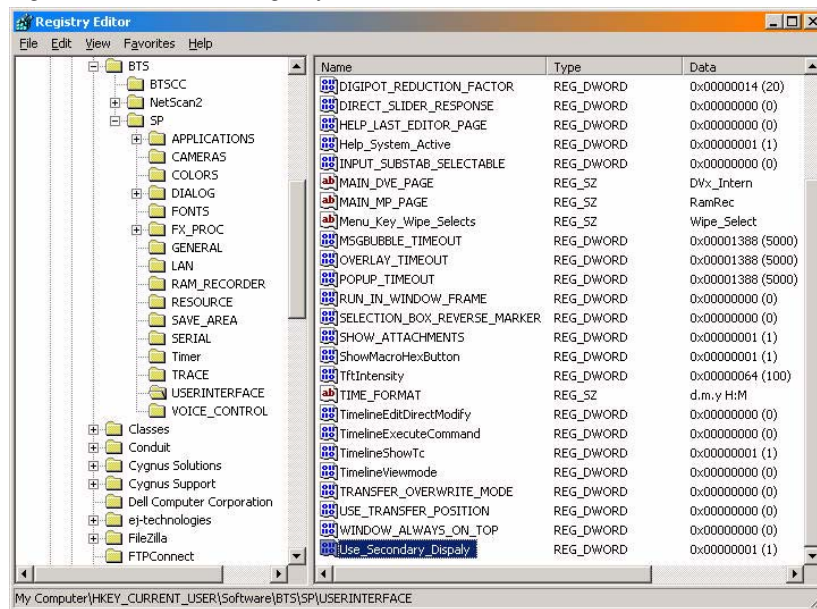 Registry Editor
File Edit View Favorites Help
BTS
BTSCC
NetScan2
SP
APPLICATIONS
CAMERAS
COLORS
DIALOG
FONTS
FX_PROC
GENERAL
LAN
RAM_RECORDER
RESOURCE
SAVE_AREA
SERIAL
Timer
TRACE
USERINTERFACE
VOICE_CONTROL
Classes
Conduit
Cygnus Solutions
Cygnus Support
Dell Computer Corporation
ej-technologies
FileZilla
FTPConnect
Name Type Data
DIGIPOT_REDUCTION_FACTOR REG_DWORD 0x00000014 (20)
DIRECT_SLIDER_RESPONSE REG_DWORD 0x00000000 (0)
HELP_LAST_EDITOR_PAGE REG_DWORD 0x00000000 (0)
Help_System_Active REG_DWORD 0x00000001 (1)
INPUT_SUBSTAB_SELECTABLE REG_DWORD 0x00000000 (0)
MAIN_DVE_PAGE REG_SZ DVx_Intern
MAIN_MP_PAGE REG_SZ RamRec
Menu_Key_Wipe_Selects REG_SZ Wipe_Select
MSGBUBBLE_TIMEOUT REG_DWORD 0x00001388 (5000)
OVERLAY_TIMEOUT REG_DWORD 0x00001388 (5000)
POPUP_TIMEOUT REG_DWORD 0x00001388 (5000)
RUN_IN_WINDOW_FRAME REG_DWORD 0x00000000 (0)
SELECTION_BOX_REVERSE_MARKER REG_DWORD 0x00000000 (0)
SHOW_ATTACHMENTS REG_DWORD 0x00000001 (1)
ShowMacroHexButton REG_DWORD 0x00000001 (1)
TftIntensity REG_DWORD 0x00000064 (100)
TIME_FORMAT REG_SZ d.m.y H:M
TimelineEditDirectModify REG_DWORD 0x00000000 (0)
TimelineExecuteCommand REG_DWORD 0x00000000 (0)
TimelineShowTc REG_DWORD 0x00000001 (1)
TimelineViewmode REG_DWORD 0x00000000 (0)
TRANSFER_OVERWRITE_MODE REG_DWORD 0x00000000 (0)
USE_TRANSFER_POSITION REG_DWORD 0x00000000 (0)
WINDOW_ALWAYS_ON_TOP REG_DWORD 0x00000000 (0)
Use_Secondary_Dispaly REG_DWORD 0x00000001 (1)
My Computer\HKEY_CURRENT_USER\Software\BTS\SP\USERINTERFACE